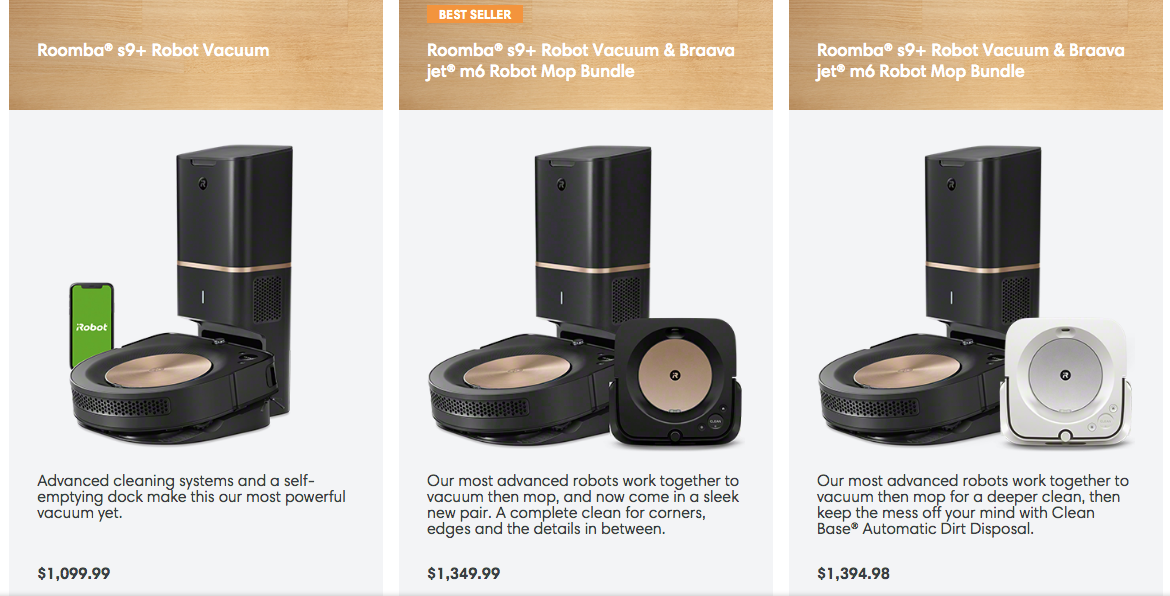 Roomba® s9+ Robot Vacuum
iRobot
Advanced cleaning systems and a self-
emptying dock make this our most powerful
vacuum yet.
$1,099.99
BEST SELLER
Roomba® s9+ Robot Vacuum & Braava
jet® m6 Robot Mop Bundle
Our most advanced robots work together to
vacuum then mop, and now come in a sleek
new pair. A complete clean for corners,
edges and the details in between.
$1,349.99
Roomba® s9+ Robot Vacuum & Braava
jet® m6 Robot Mop Bundle
Our most advanced robots work together to
vacuum then mop for a deeper clean, then
keep the mess off your mind with Clean
Base® Automatic Dirt Disposal.
$1,394.98